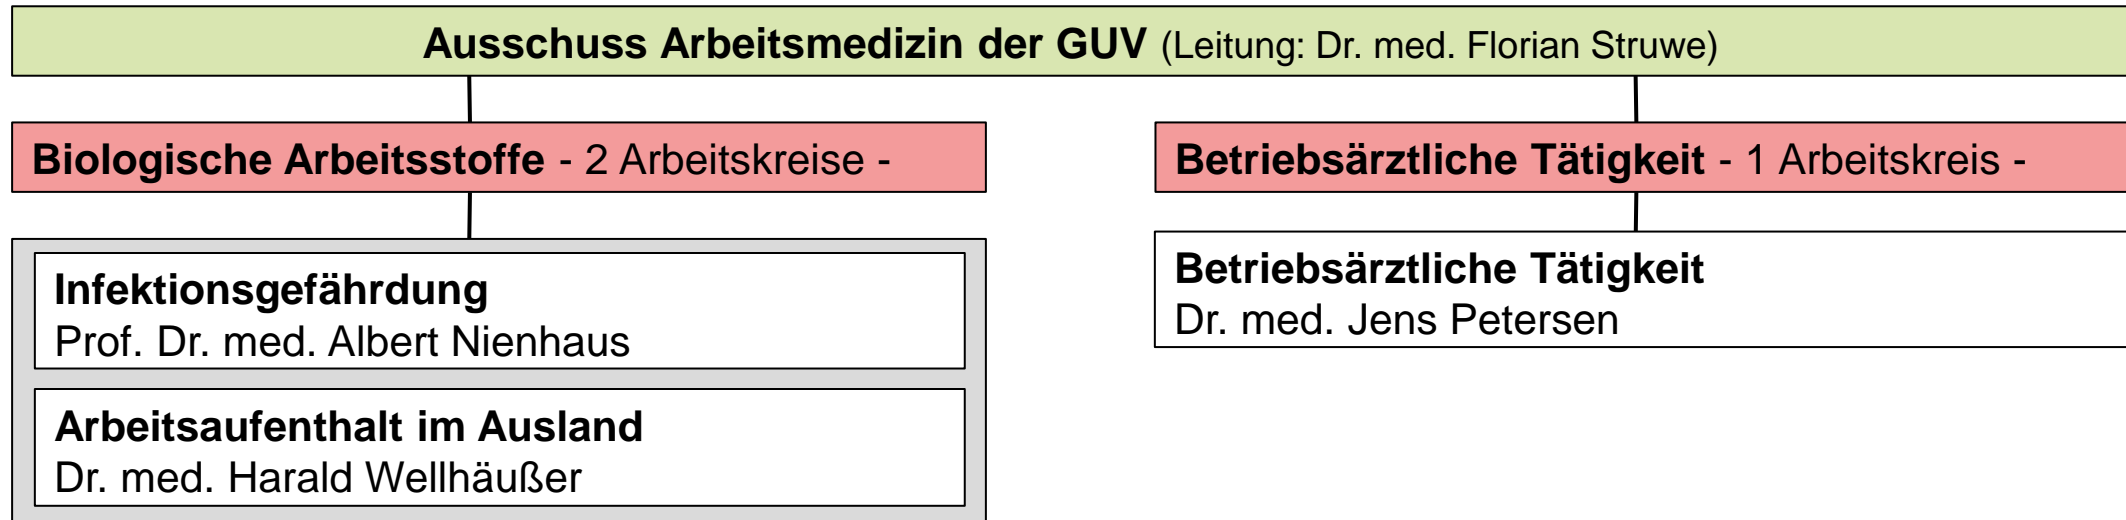 Ausschuss Arbeitsmedizin der GUV (Leitung: Dr. med. Florian Struwe)
Biologische Arbeitsstoffe - 2 Arbeitskreise -
Infektionsgefährdung
Prof. Dr. med. Albert Nienhaus
Arbeitsaufenthalt im Ausland
Dr. med. Harald Wellhäußer
Betriebsärztliche Tätigkeit - 1 Arbeitskreis -
Betriebsärztliche Tätigkeit
Dr. med. Jens Petersen